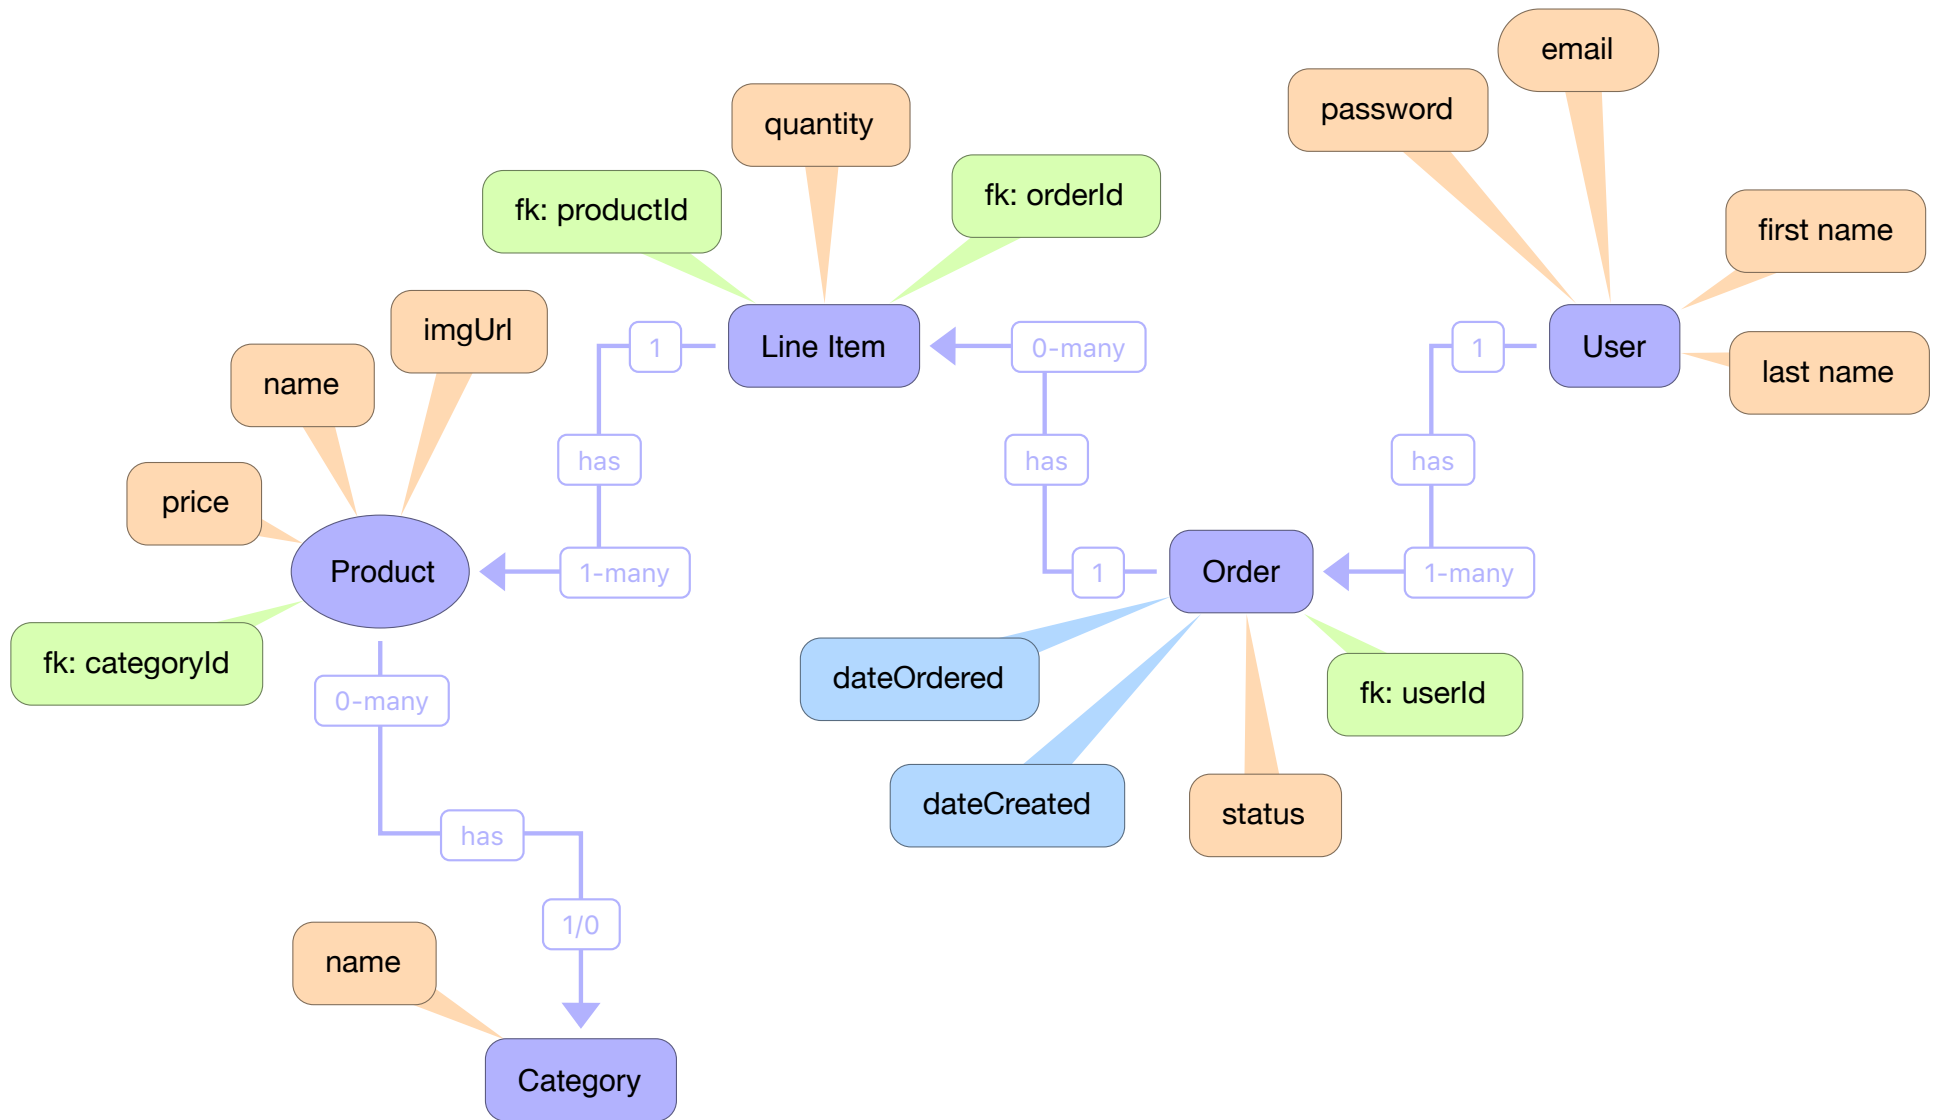 email
password
quantity
fk: orderId
fk: productId
first name
imgUrl
1
Line Item
0-many
1
User
last name
name
has
has
has
price
Product
1-many
1
Order
1-many
fk: categoryId
dateOrdered
fk: userId
0-many
dateCreated
status
has
1/0
name
Category